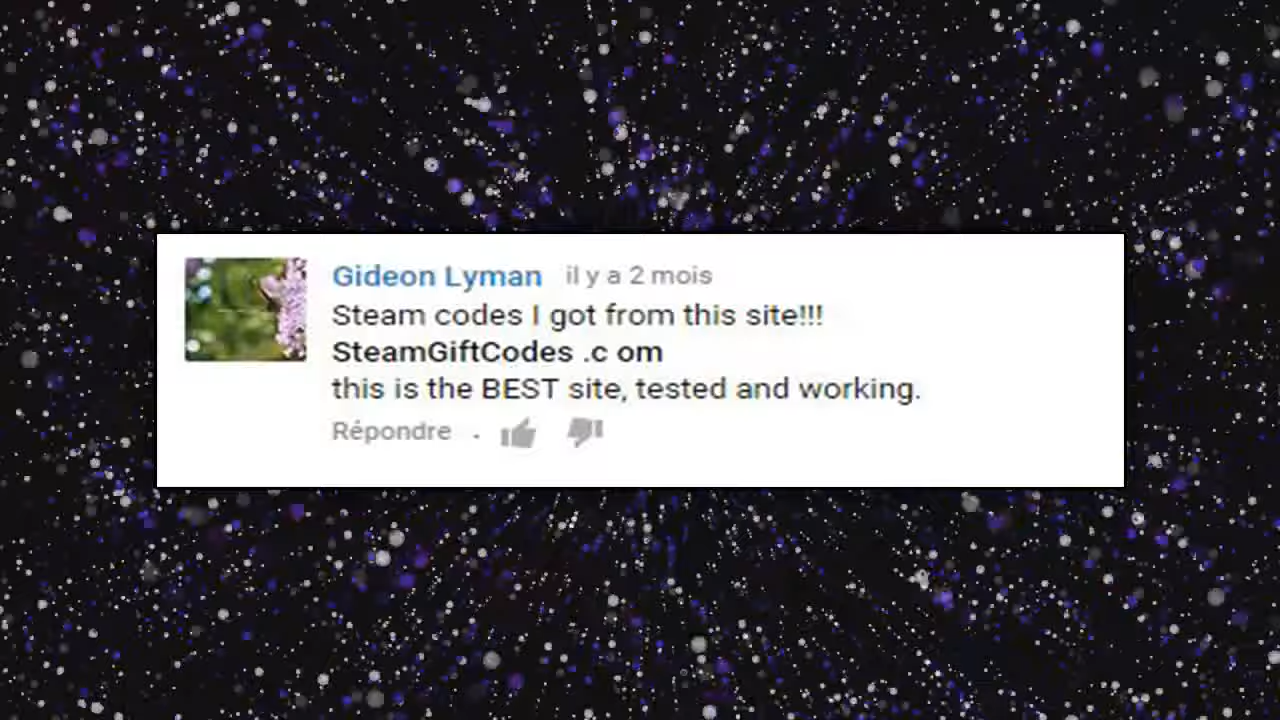 Gideon Lyman il y a 2 mois
Steam codes I got from this site!!!
SteamGiftCodes .c om
this is the BEST site, tested and working.
Répondre .